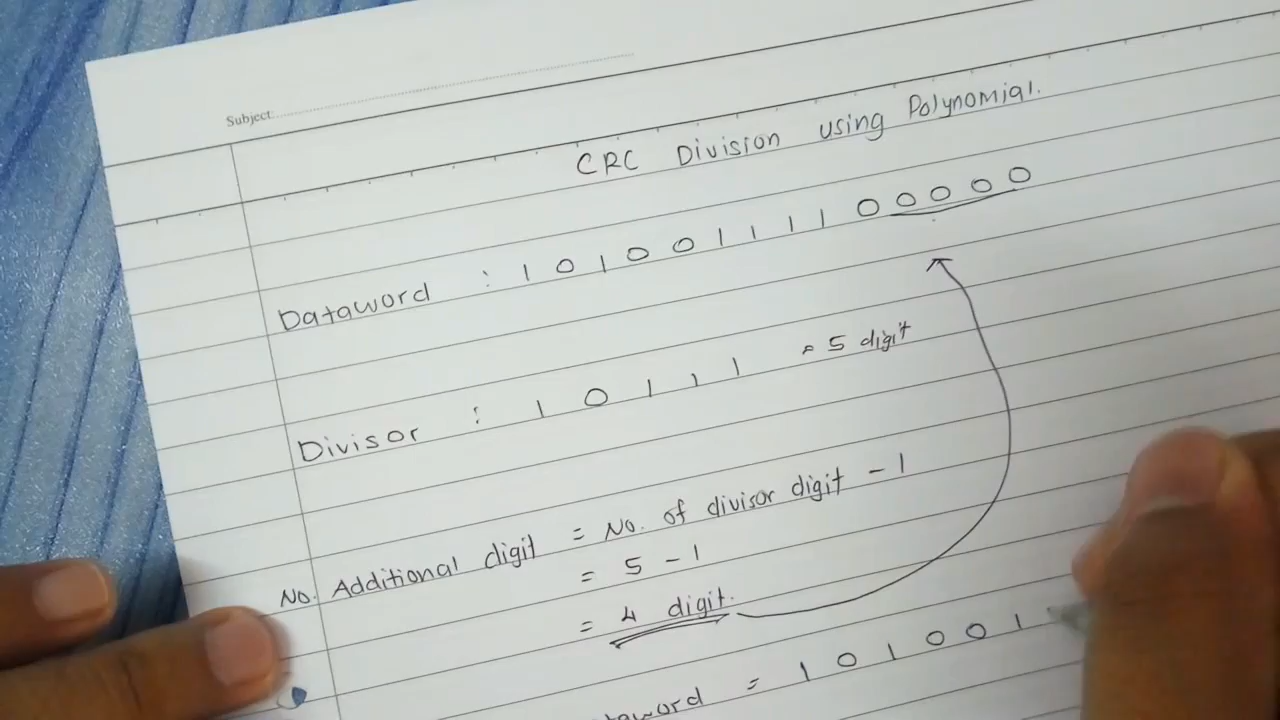 Subject:
CRC Division using Polynomial.
Dataword : 1 0 1 0 0 1 1 1 1 0 0 0 0 0
Divisor : 1 0 1 1 1 = 5 digit
No. Additional digit = No. of divisor digit - 1
= 5 - 1
= 4 digit.
taword = 1 0 1 0 0 1